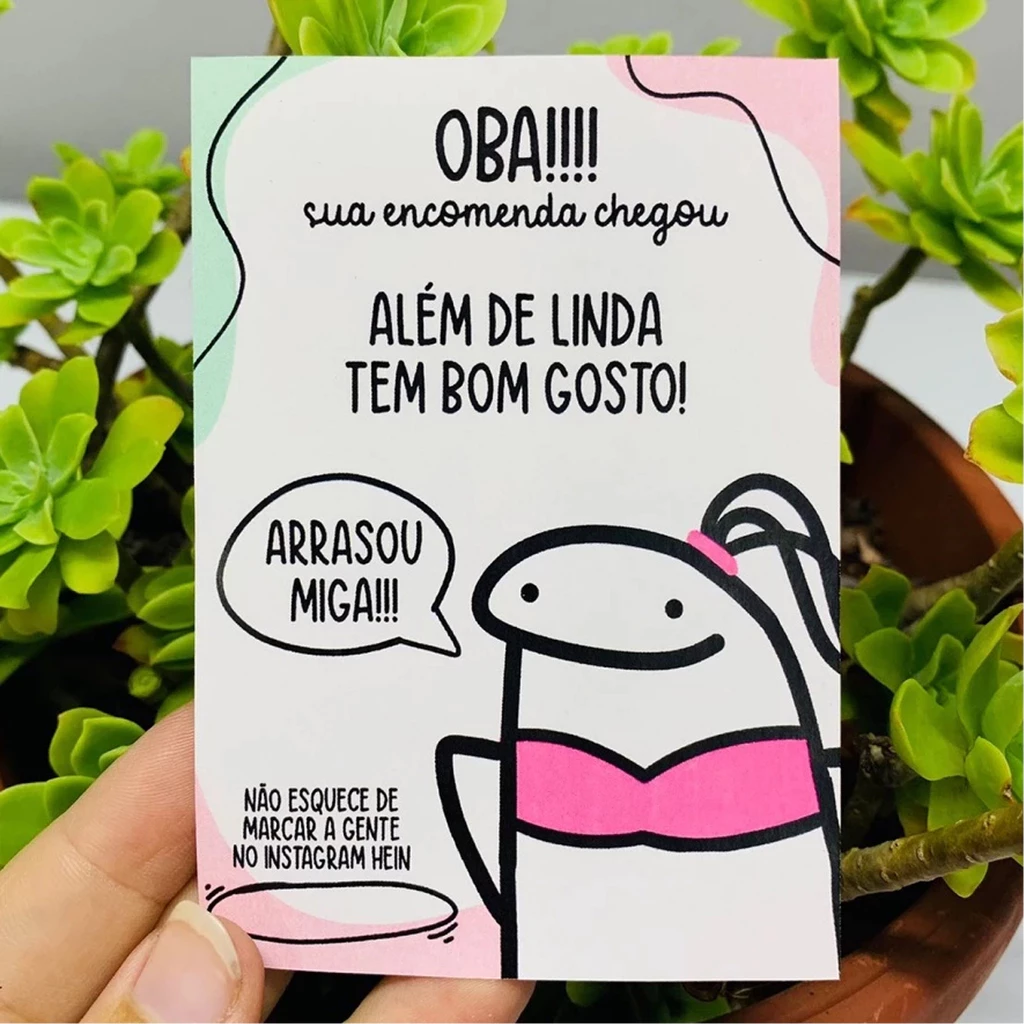 OBA!!!!
sua encomenda chegou
ALÉM DE LINDA
TEM BOM GOSTO!
ARRASOU
MIGA!!!
NÃO ESQUECE DE
MARCAR A GENTE
NO INSTAGRAM HEIN